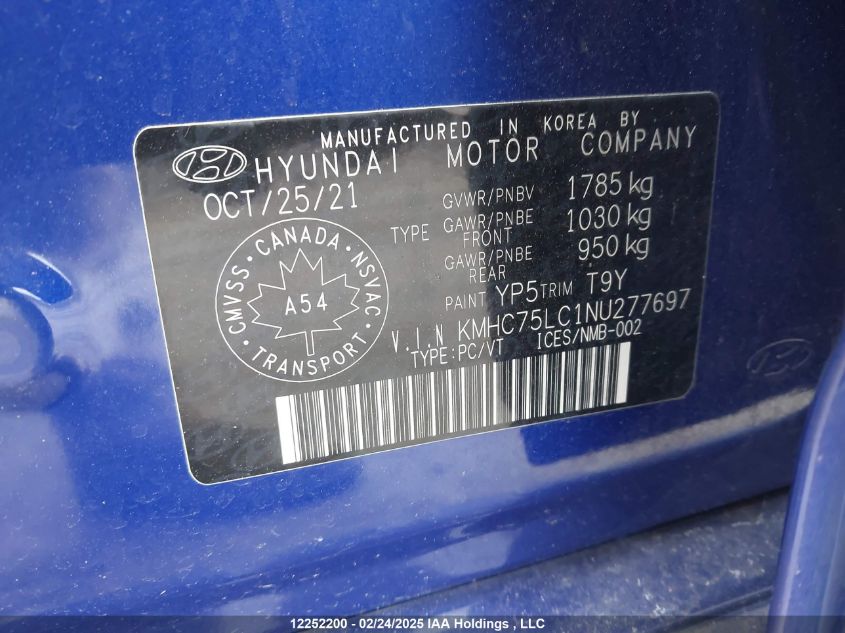 MANUFACTURED IN KOREA BY
HYUNDAI MOTOR COMPANY
OCT/25/21
GVWR/PNBV 1785 kg
TYPE GAWR/PNBE FRONT 1030 kg
GAWR/PNBE REAR 950 kg
PAINT YP5 TRIM T9Y
V.I.N KMHC75LC1NU277697
TYPE:PC/VT ICES/NMB-002
CMVSS · CANADA · NSVAC
A54
· TRANSPORT ·
12252200 - 02/24/2025 IAA Holdings , LLC